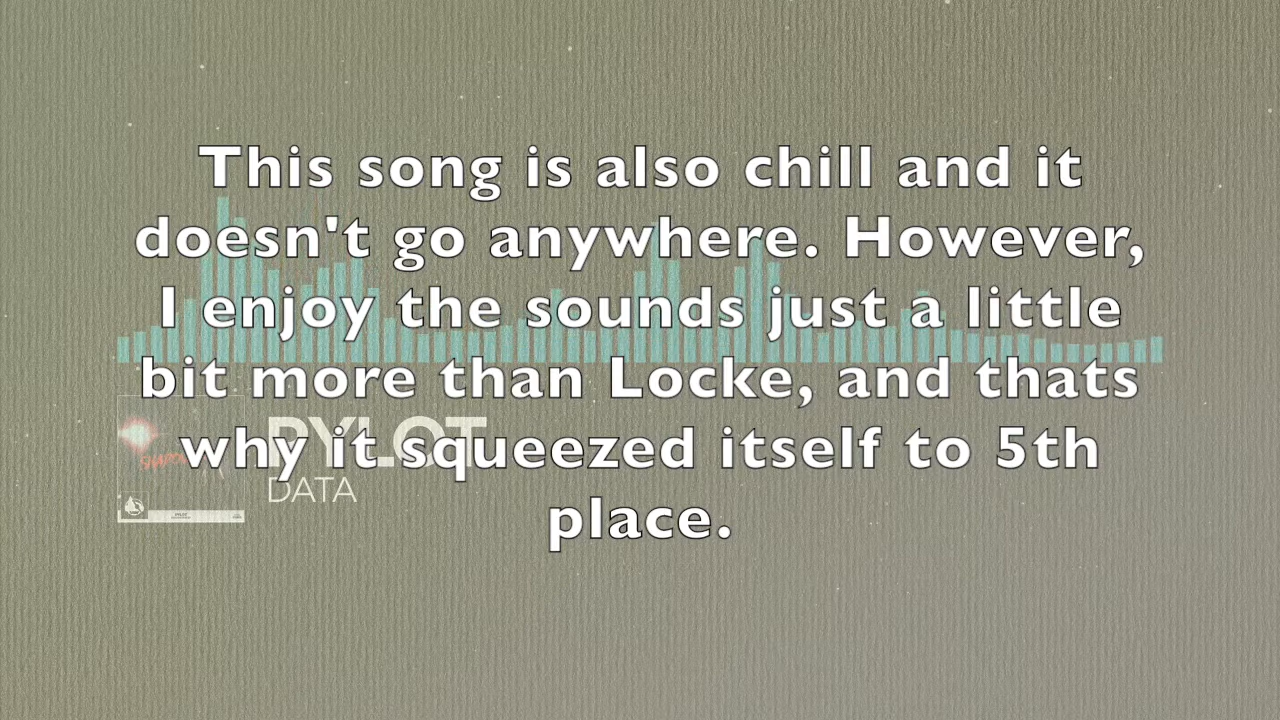 This song is also chill and it
doesn't go anywhere. However,
I enjoy the sounds just a little
bit more than Locke, and thats
why it squeezed itself to 5th
place.
PYLOT
DATA